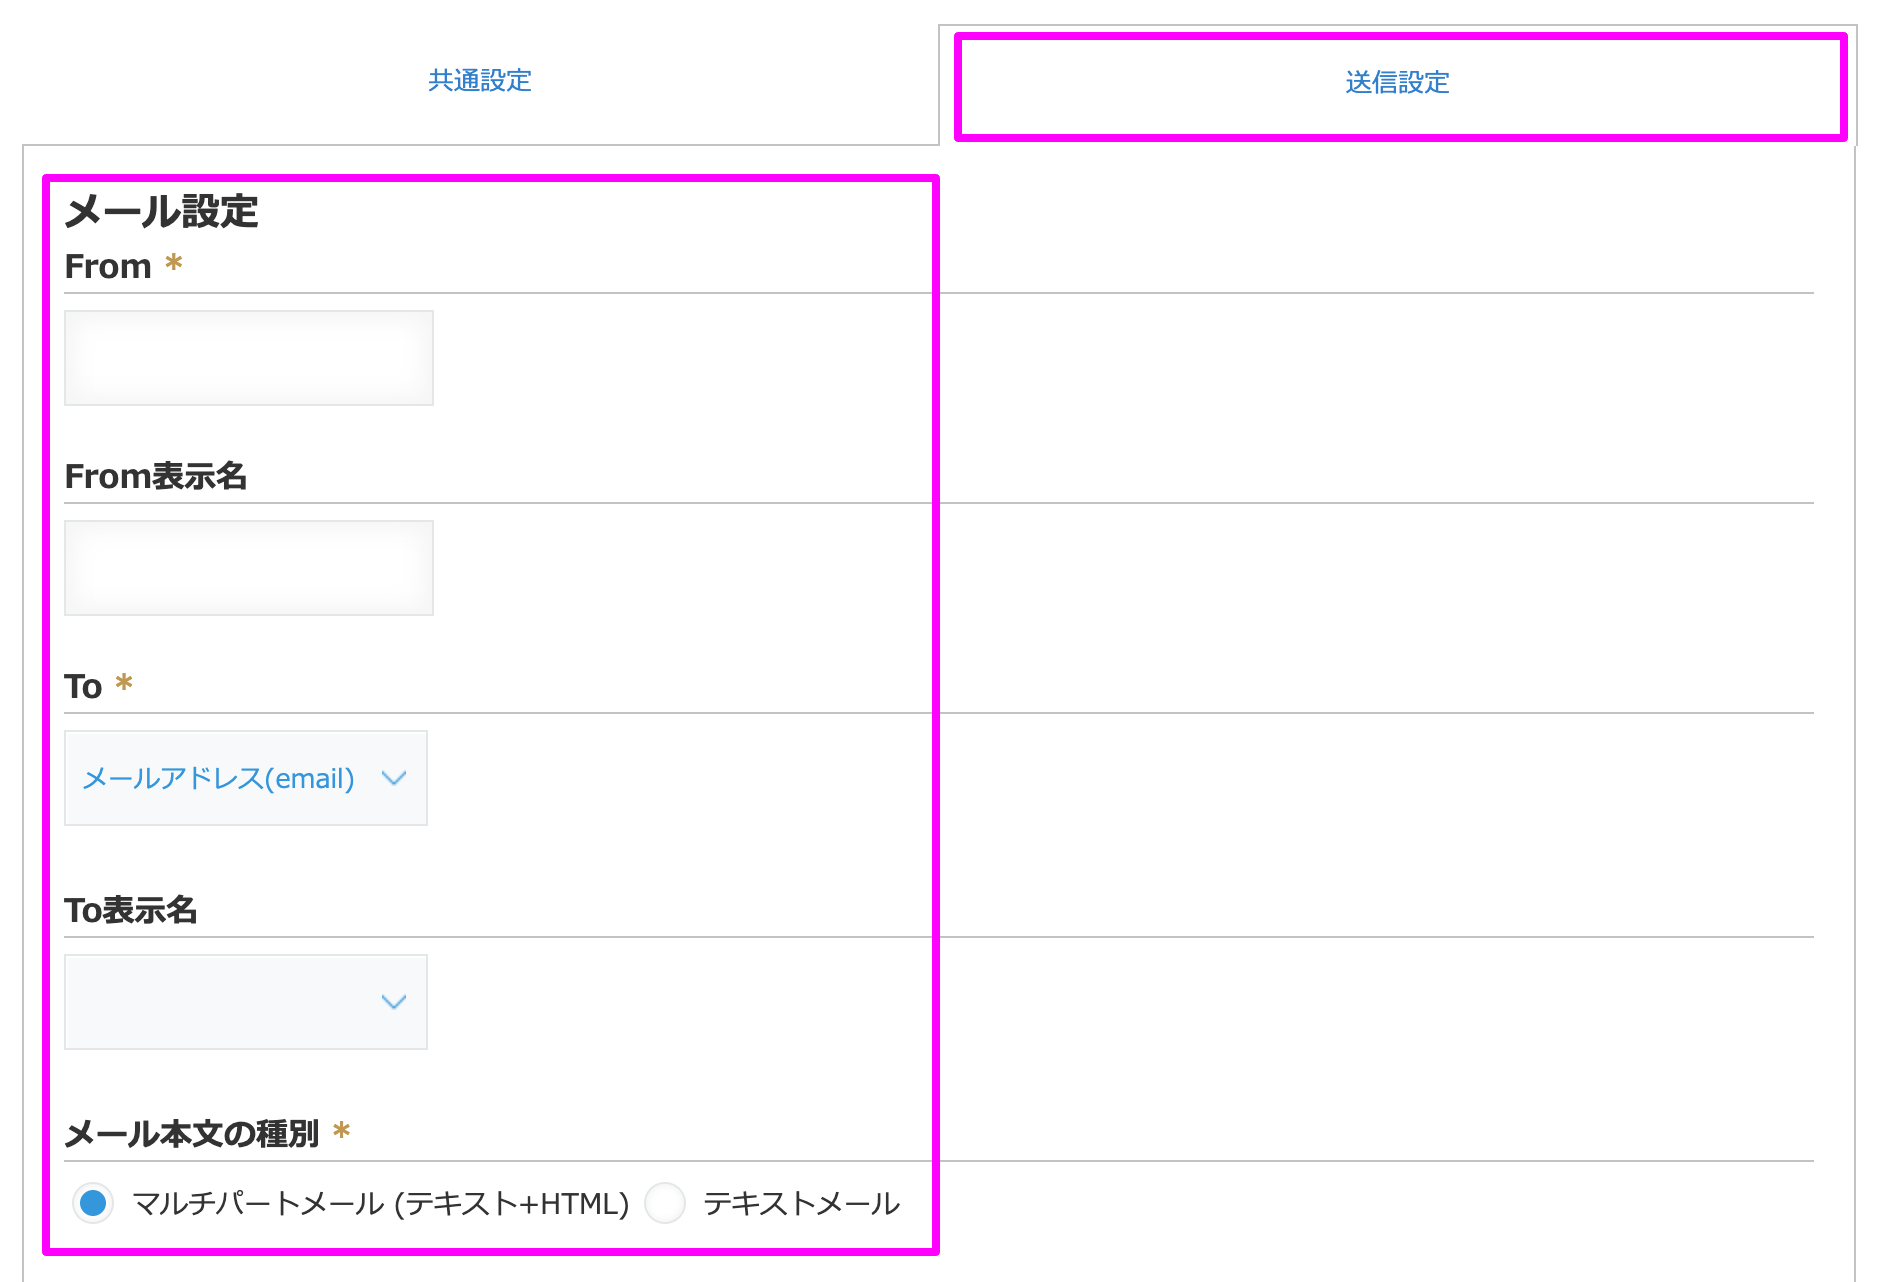 共通設定
送信設定
メール設定
From *
From表示名
To *
メールアドレス(email)
To表示名
メール本文の種別 *
マルチパートメール (テキスト+HTML) テキストメール